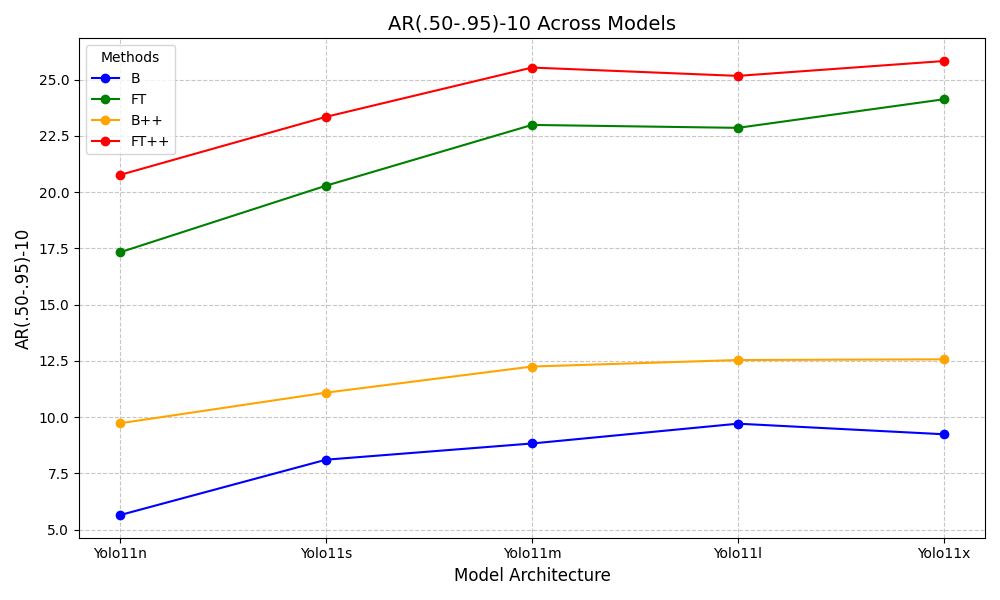 AR(.50-.95)-10 Across Models
Methods
B
FT
B++
FT++
AR(.50-.95)-10
25.0
22.5
20.0
17.5
15.0
12.5
10.0
7.5
5.0
Yolo11n
Yolo11s
Yolo11m
Yolo11l
Yolo11x
Model Architecture